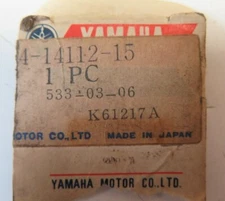 YAMAHA
4-14112-15
1 PC
533-03-06
K61217A
MOTOR CO.,LTD MADE IN JAPAN
YAMAHA MOTOR CO.,LTD.